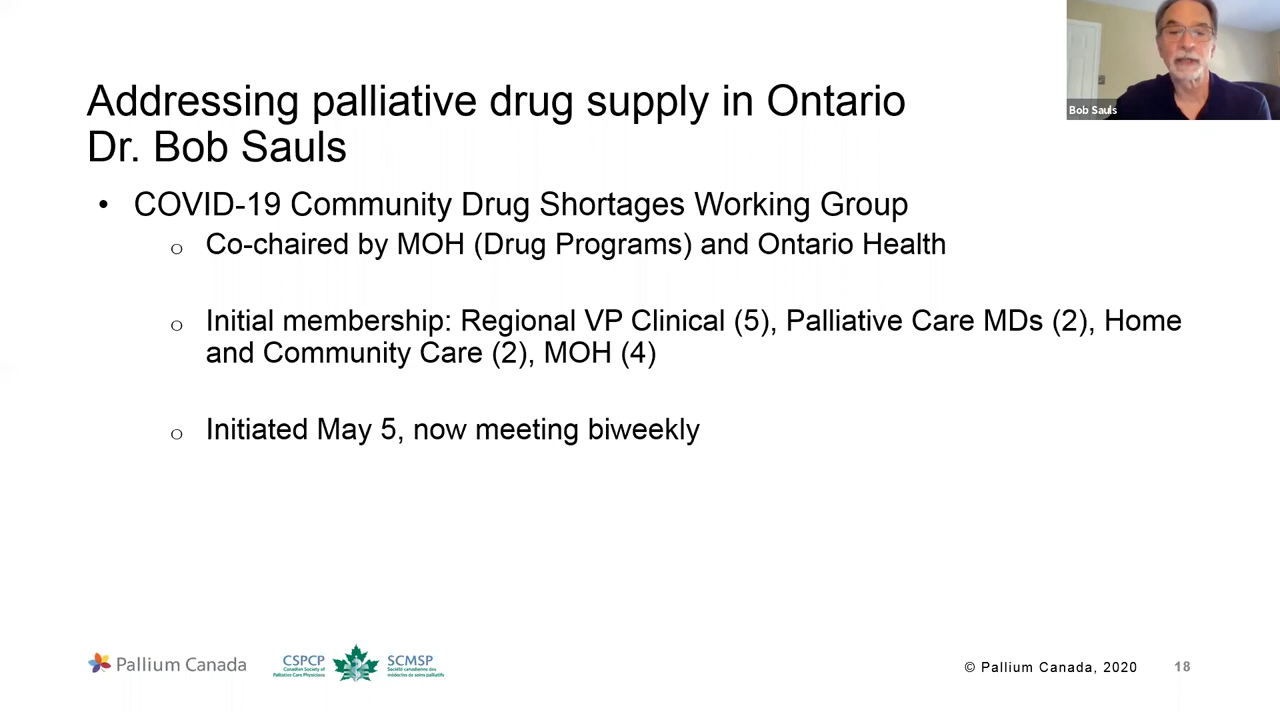 Addressing palliative drug supply in Ontario
Dr. Bob Sauls
• COVID-19 Community Drug Shortages Working Group
o Co-chaired by MOH (Drug Programs) and Ontario Health
o Initial membership: Regional VP Clinical (5), Palliative Care MDs (2), Home
and Community Care (2), MOH (4)
o Initiated May 5, now meeting biweekly
Bob Sauls
Pallium Canada
CSPCP
Canadian Society of
Palliative Care Physicians
SCMSP
Société canadienne des
médecins de soins palliatifs
© Pallium Canada, 2020
18